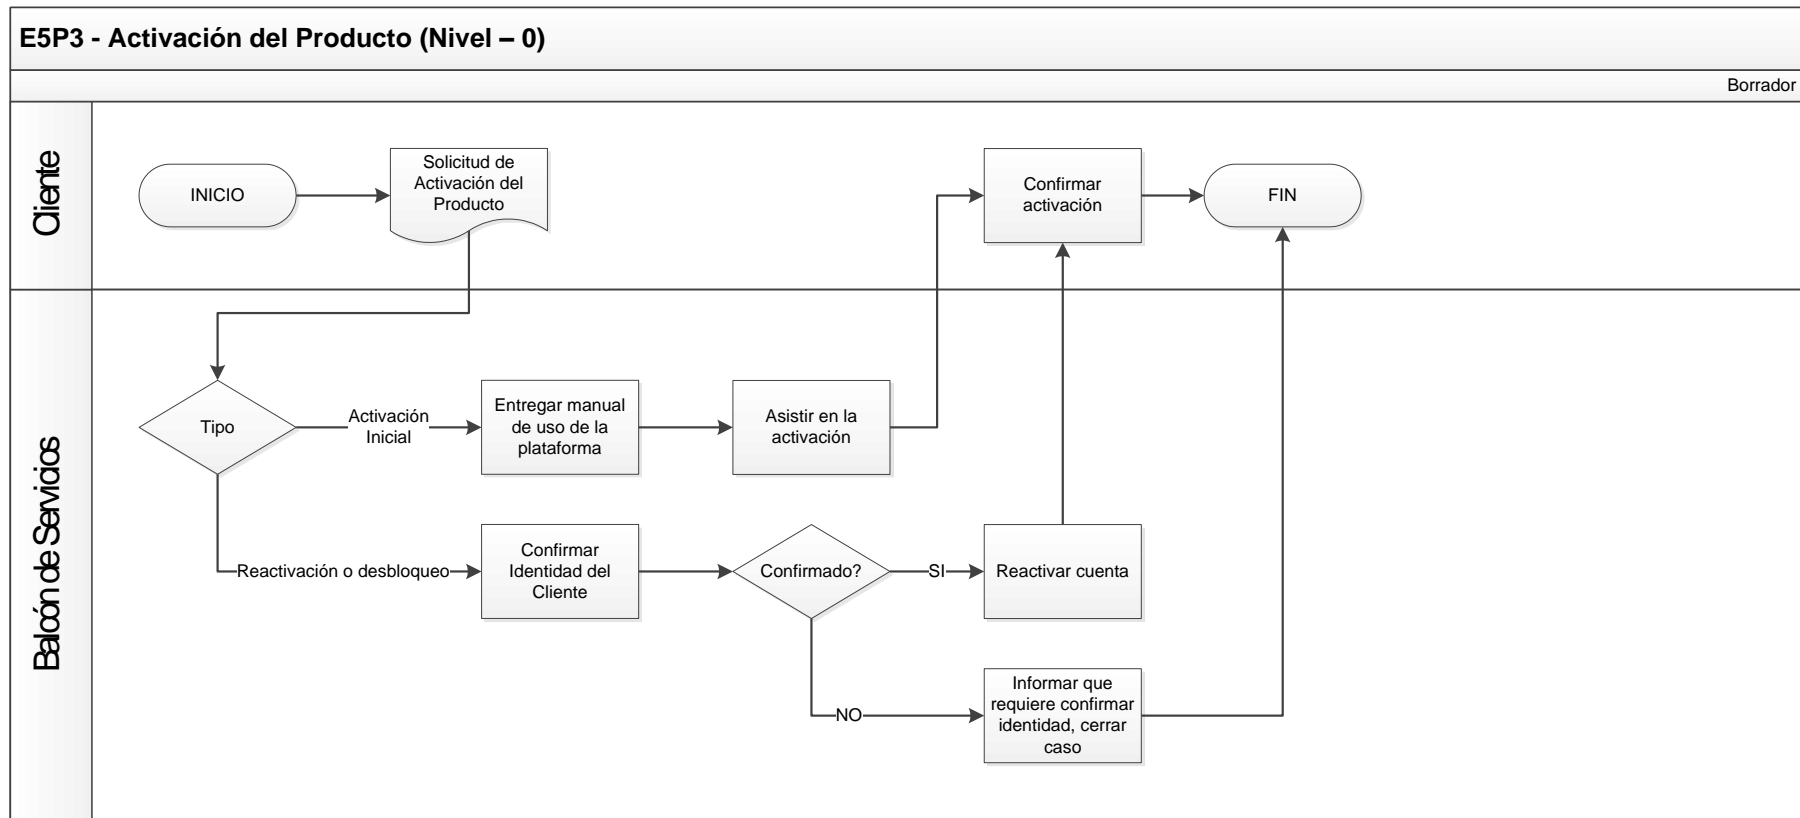 E5P3 - Activación del Producto (Nivel – 0)
Borrador
Cliente
INICIO
Solicitud de
Activación del
Producto
Confirmar
activación
FIN
Balcón de Servicios
Tipo
Activación
Inicial
Entregar manual
de uso de la
plataforma
Asistir en la
activación
Reactivación o desbloqueo
Confirmar
Identidad del
Cliente
Confirmado?
SI
Reactivar cuenta
NO
Informar que
requiere confirmar
identidad, cerrar
caso